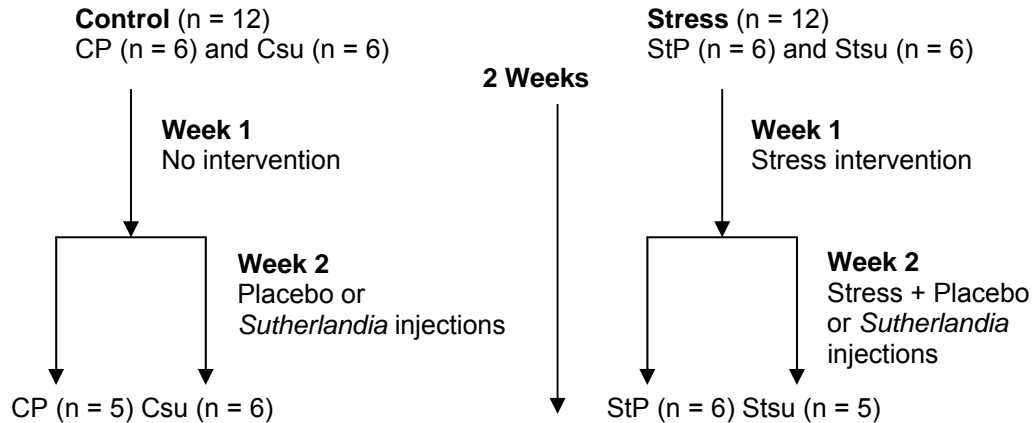 Control (n = 12)
CP (n = 6) and Csu (n = 6)
Week 1
No intervention
Week 2
Placebo or
Sutherlandia injections
CP (n = 5) Csu (n = 6)
2 Weeks
Stress (n = 12)
StP (n = 6) and Stsu (n = 6)
Week 1
Stress intervention
Week 2
Stress + Placebo
or Sutherlandia
injections
StP (n = 6) Stsu (n = 5)